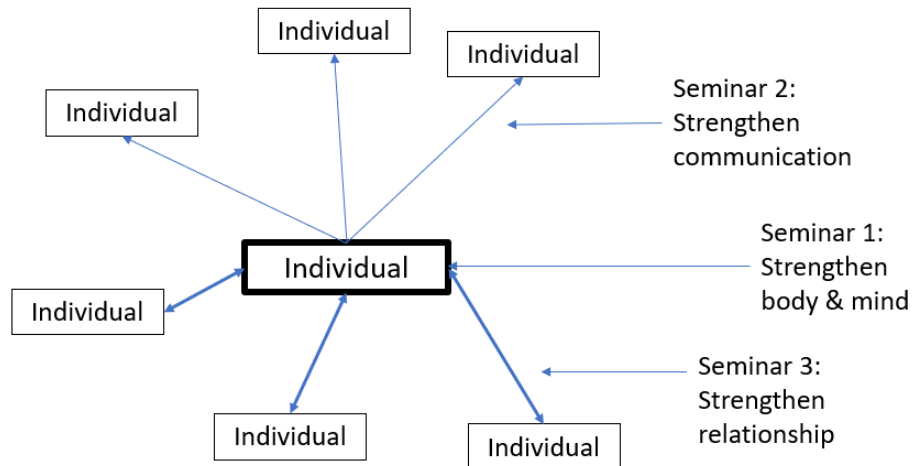 Individual
Individual
Individual
Seminar 2:
Strengthen
communication
Individual
Seminar 1:
Strengthen
body & mind
Individual
Seminar 3:
Strengthen
relationship
Individual
Individual